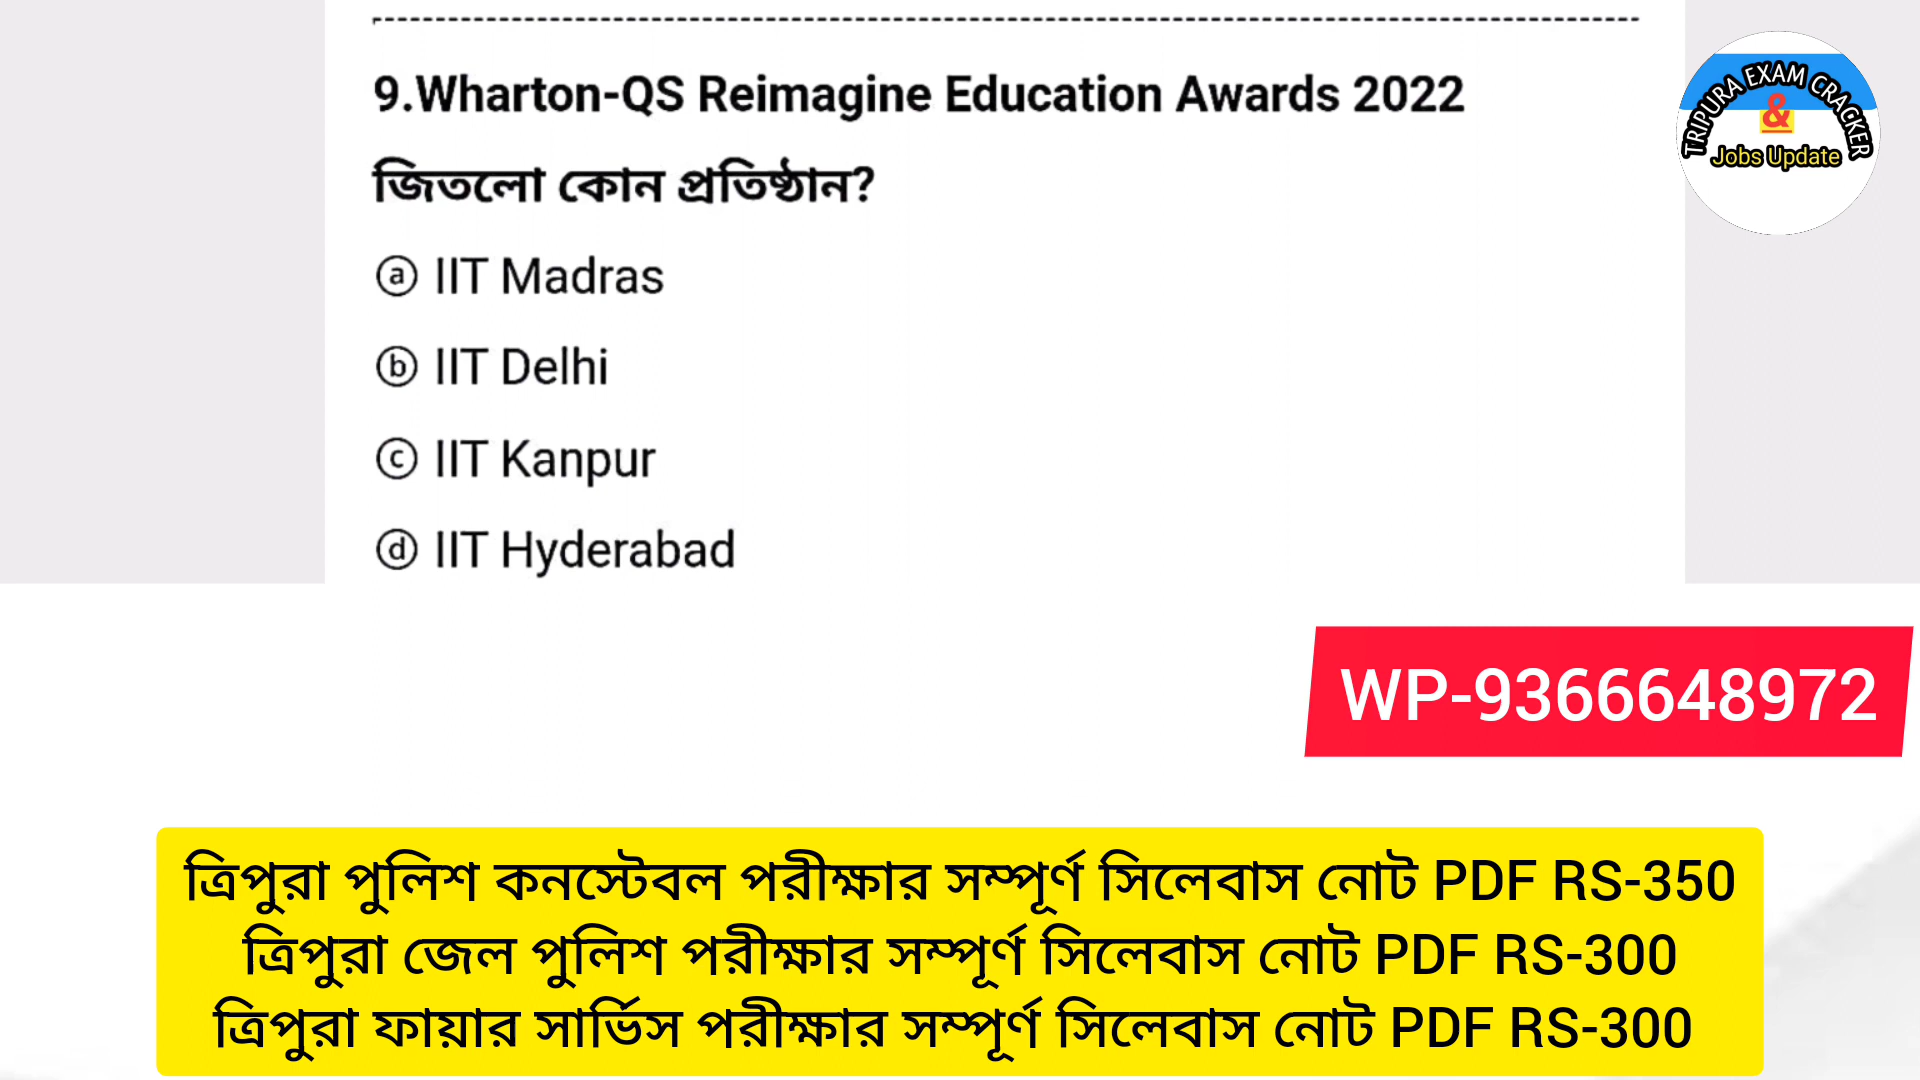 9.Wharton-QS Reimagine Education Awards 2022
জিতলো কোন প্রতিষ্ঠান?
ⓐ IIT Madras
ⓑ IIT Delhi
ⓒ IIT Kanpur
ⓓ IIT Hyderabad
TRIPURA EXAM CRACKER
&
Jobs Update
WP-9366648972
ত্রিপুরা পুলিশ কনস্টেবল পরীক্ষার সম্পূর্ণ সিলেবাস নোট PDF RS-350
ত্রিপুরা জেল পুলিশ পরীক্ষার সম্পূর্ণ সিলেবাস নোট PDF RS-300
ত্রিপুরা ফায়ার সার্ভিস পরীক্ষার সম্পূর্ণ সিলেবাস নোট PDF RS-300